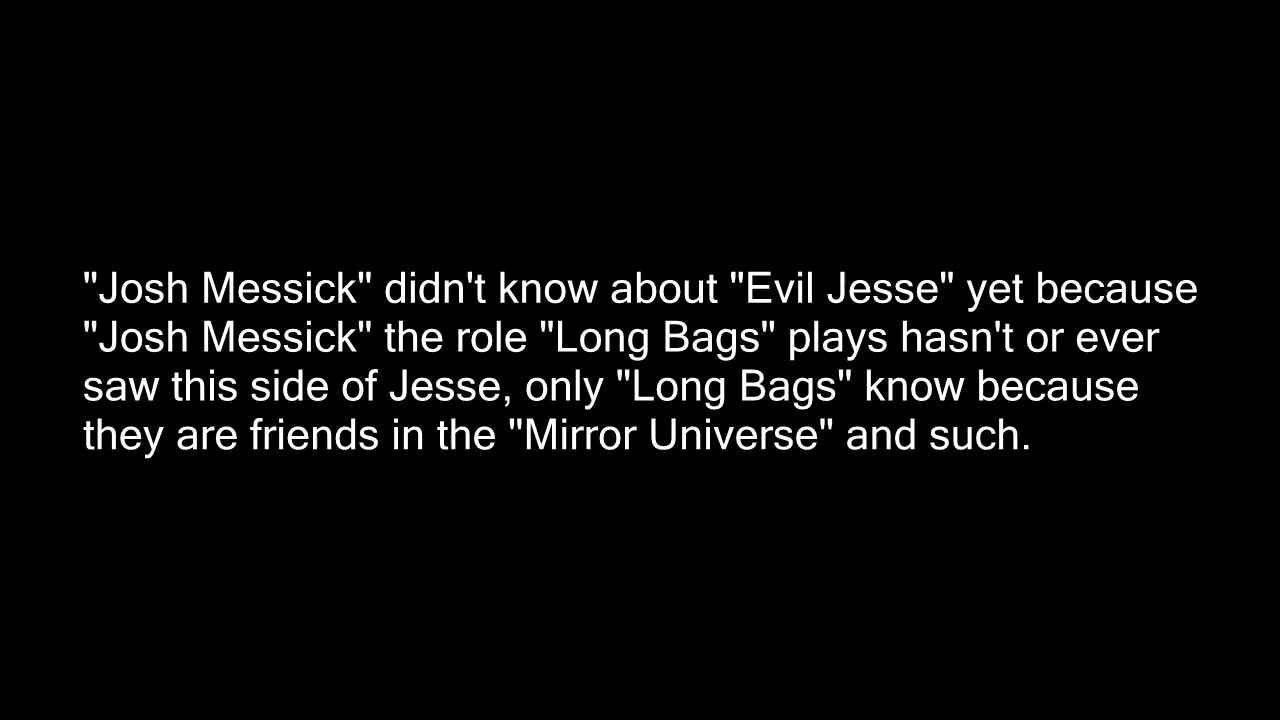 "Josh Messick" didn't know about "Evil Jesse" yet because
"Josh Messick" the role "Long Bags" plays hasn't or ever
saw this side of Jesse, only "Long Bags" know because
they are friends in the "Mirror Universe" and such.